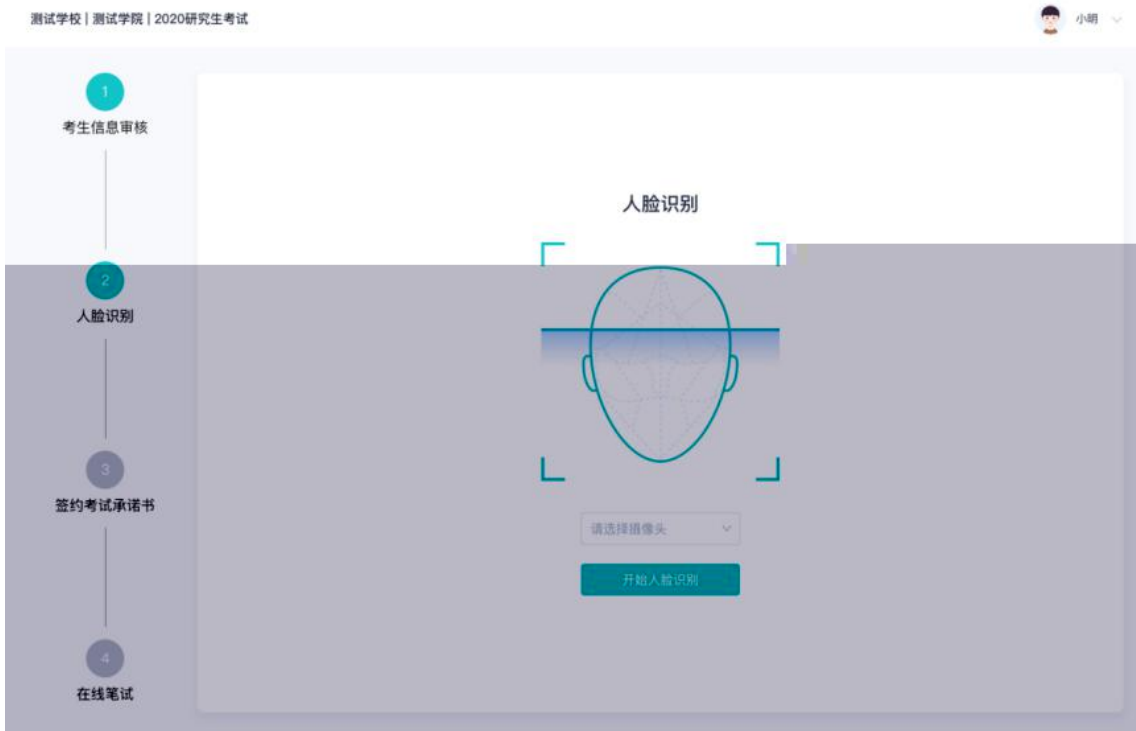 测试学校 | 测试学院 | 2020研究生考试
小明
1
考生信息审核
人脸识别
2
人脸识别
3
签约考试承诺书
请选择摄像头
开始人脸识别
4
在线笔试